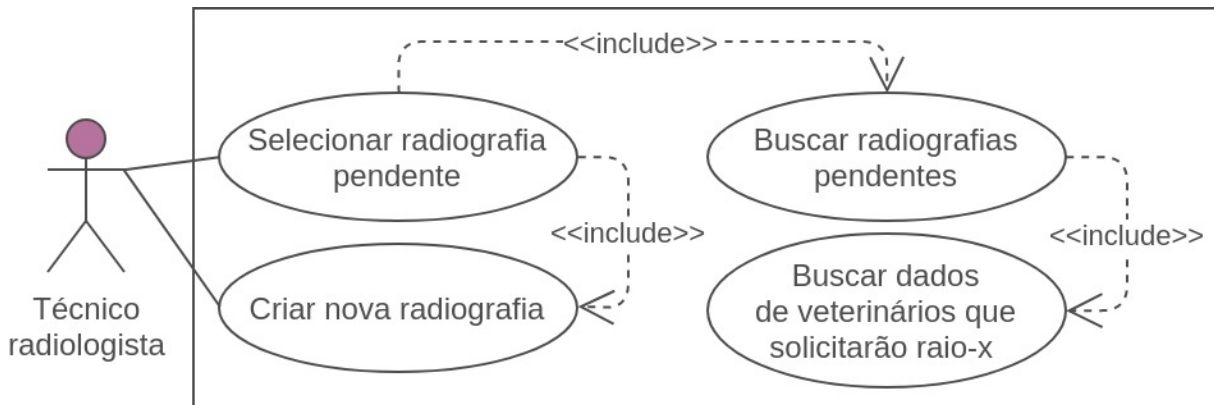 <<include>>
Selecionar radiografia
pendente
Buscar radiografias
pendentes
<<include>>
<<include>>
Criar nova radiografia
Buscar dados
de veterinários que
solicitarão raio-x
Técnico
radiologista